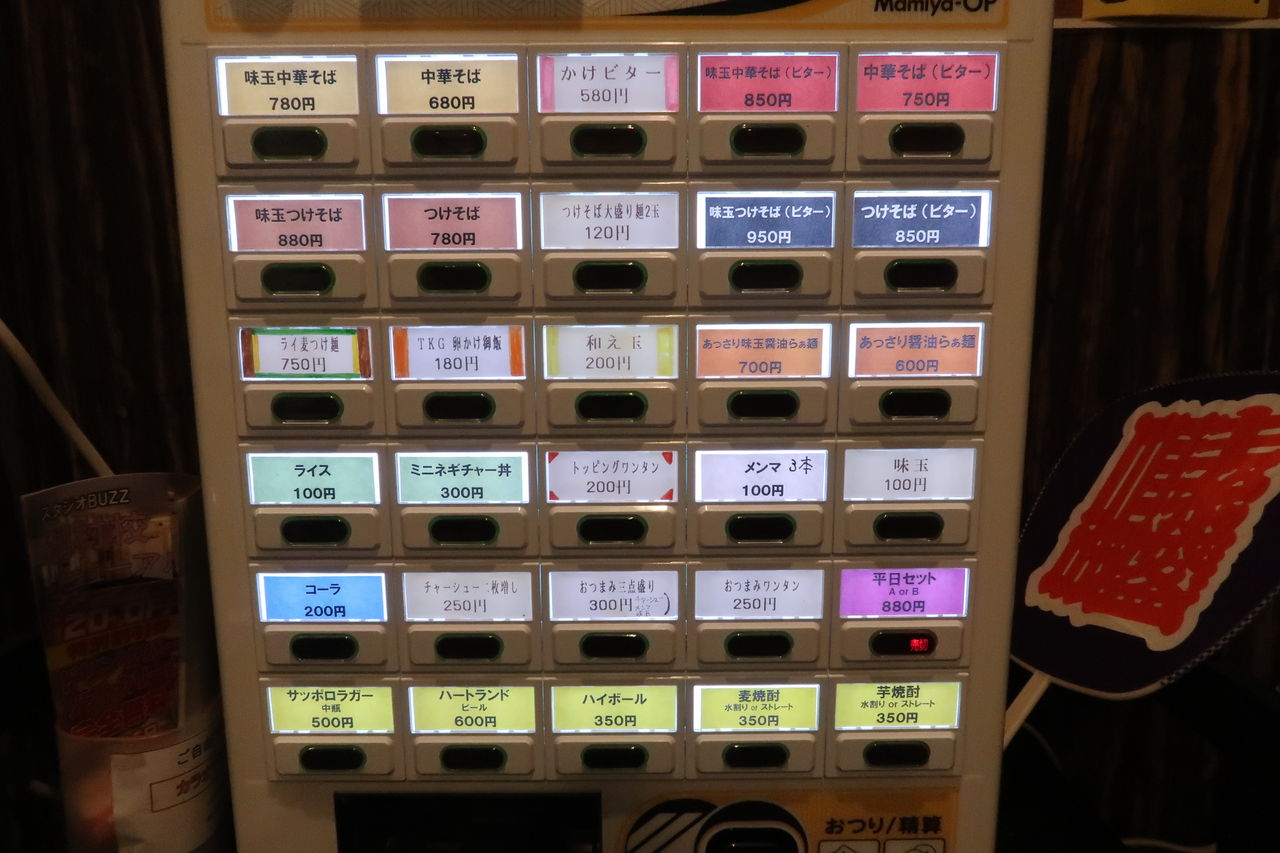 Mamiya-OP
味玉中華そば
780円
中華そば
680円
かけビター
580円
味玉中華そば(ビター)
850円
中華そば(ビター)
750円
味玉つけそば
880円
つけそば
780円
つけそば大盛り麺2玉
120円
味玉つけそば(ビター)
950円
つけそば(ビター)
850円
ライ麦つけ麺
750円
TKG 卵かけ御飯
180円
和え玉
200円
あっさり味玉醤油らぁ麺
700円
あっさり醤油らぁ麺
600円
ライス
100円
ミニネギチャー丼
300円
トッピングワンタン
200円
メンマ 3本
100円
味玉
100円
コーラ
200円
チャーシュー二枚増し
250円
おつまみ三点盛り
300円
おつまみワンタン
250円
平日セット
A or B
880円
売切
サッポロラガー
中瓶
500円
ハートランド
ビール
600円
ハイボール
350円
麦焼酎
水割り or ストレート
350円
芋焼酎
水割り or ストレート
350円
おつり/精算
スタジオBUZZ